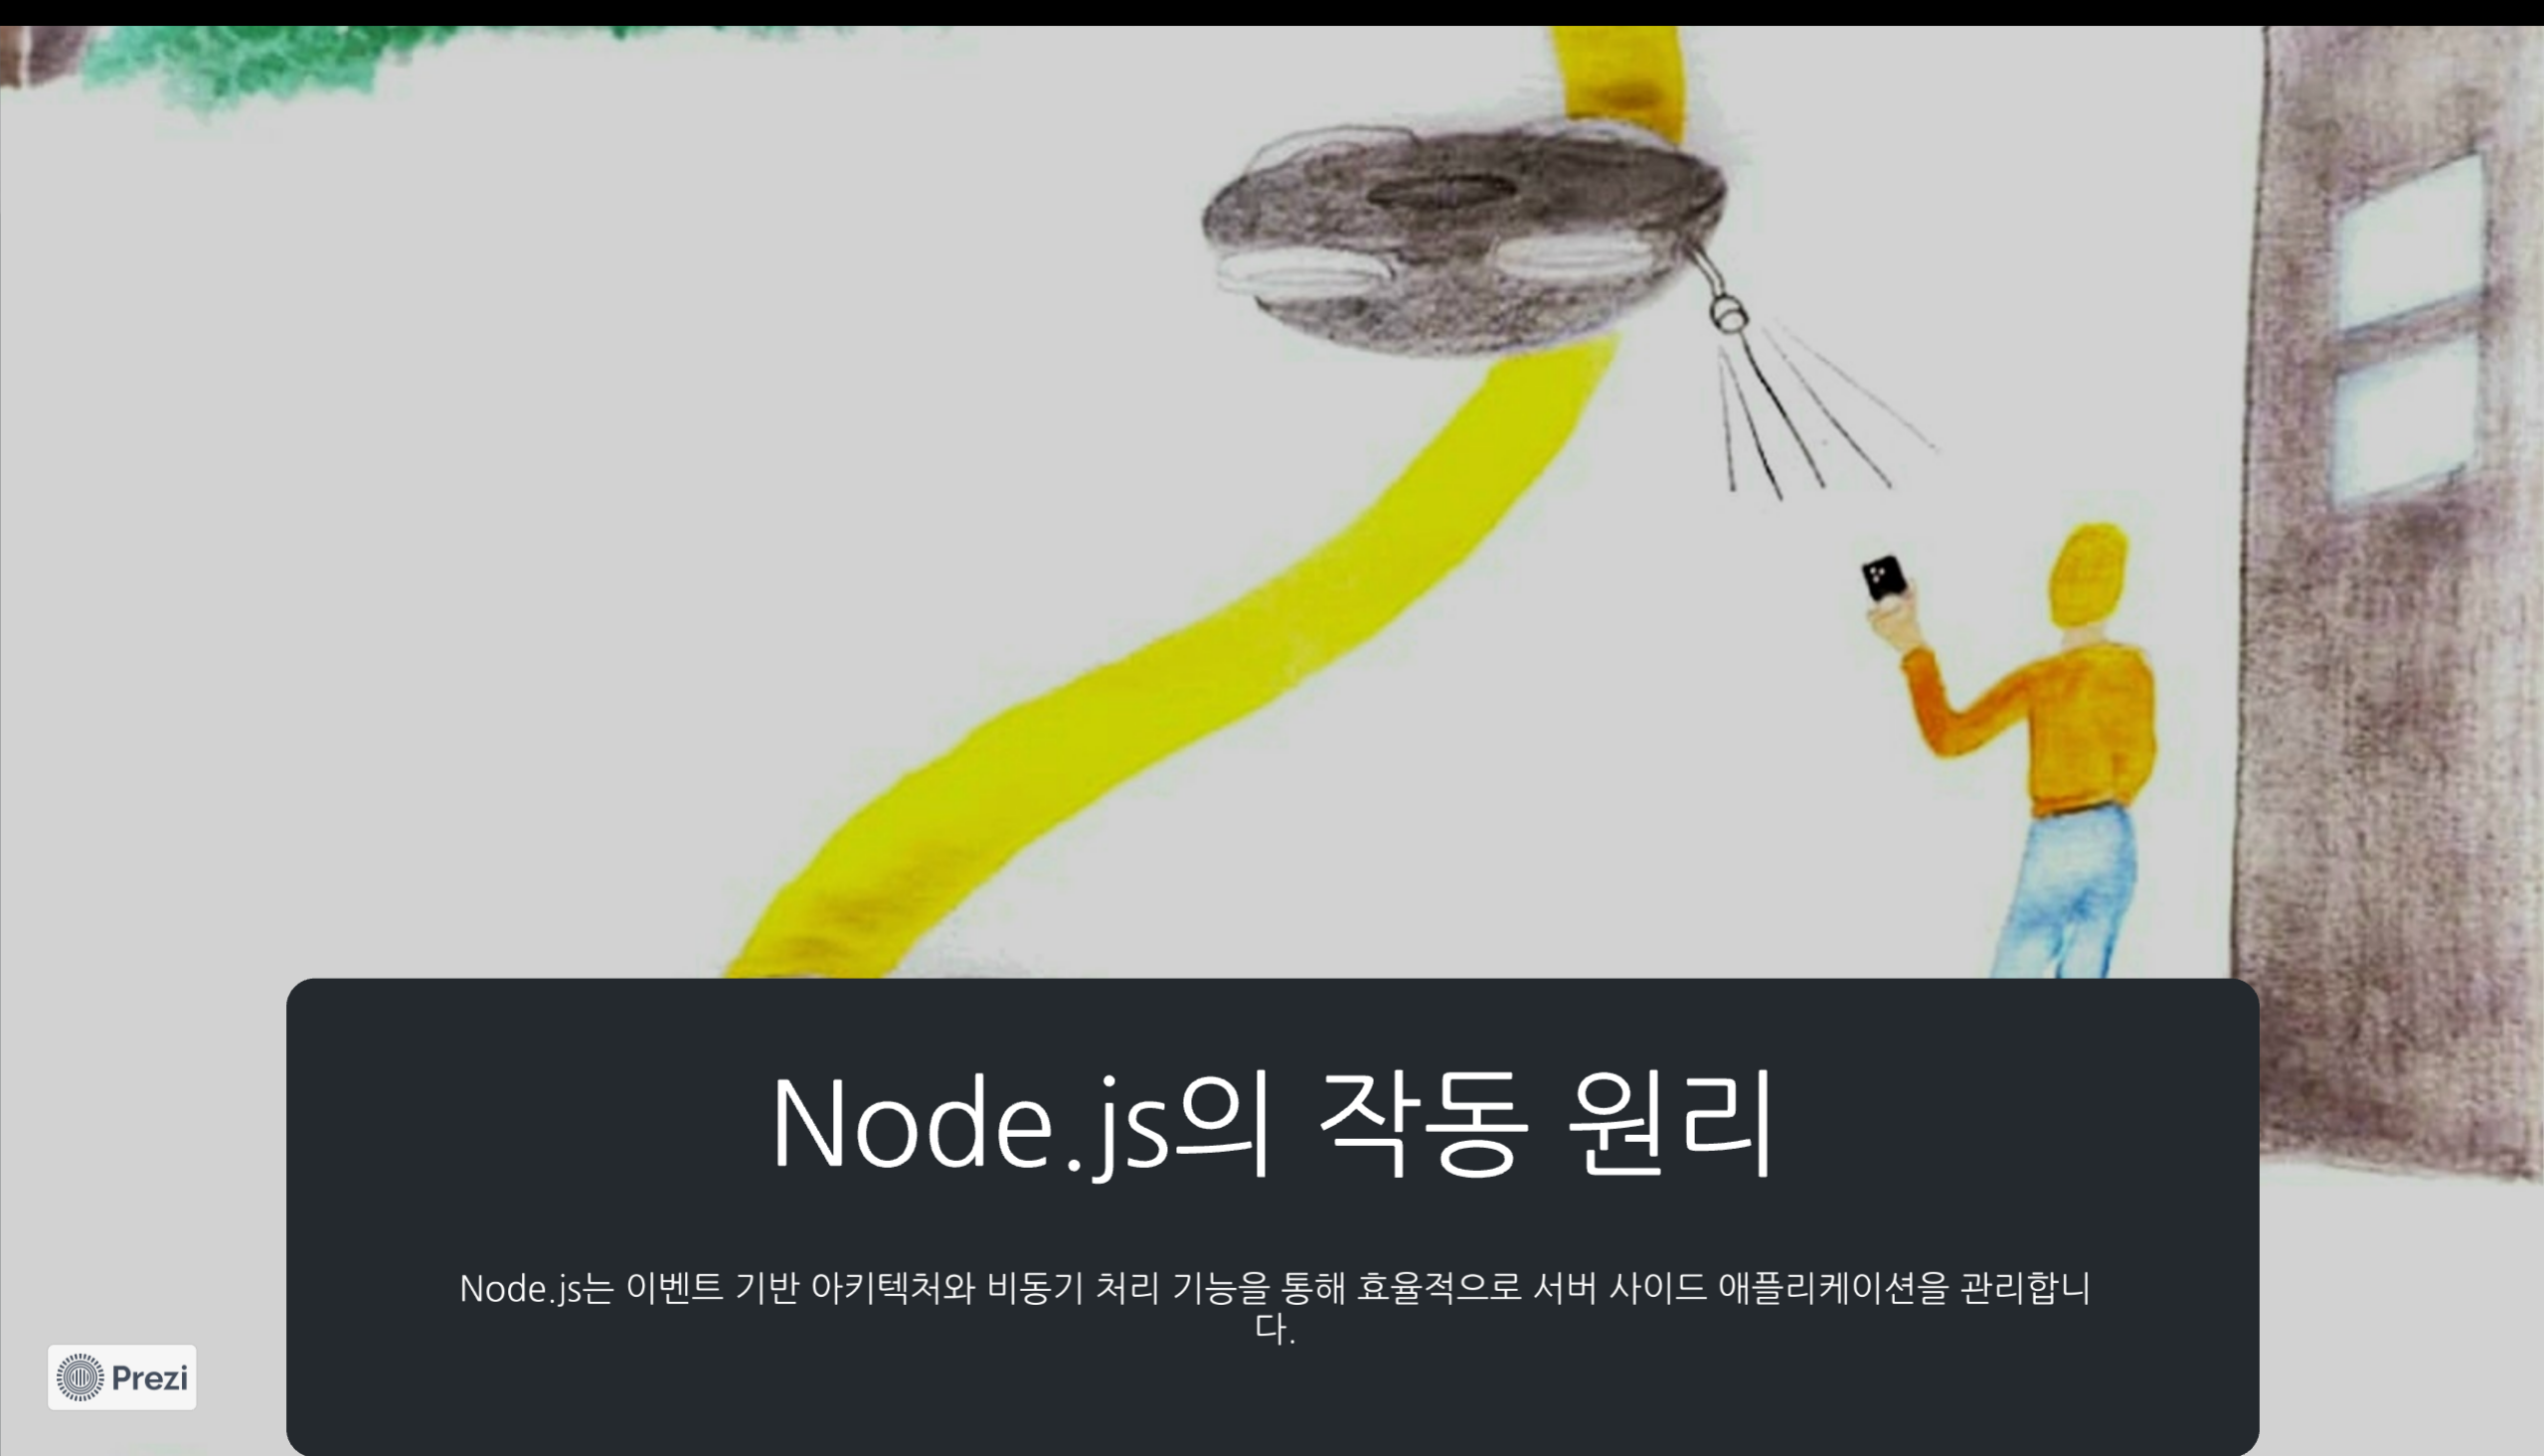 Node.js의 작동 원리
Node.js는 이벤트 기반 아키텍처와 비동기 처리 기능을 통해 효율적으로 서버 사이드 애플리케이션을 관리합니
다.
Prezi